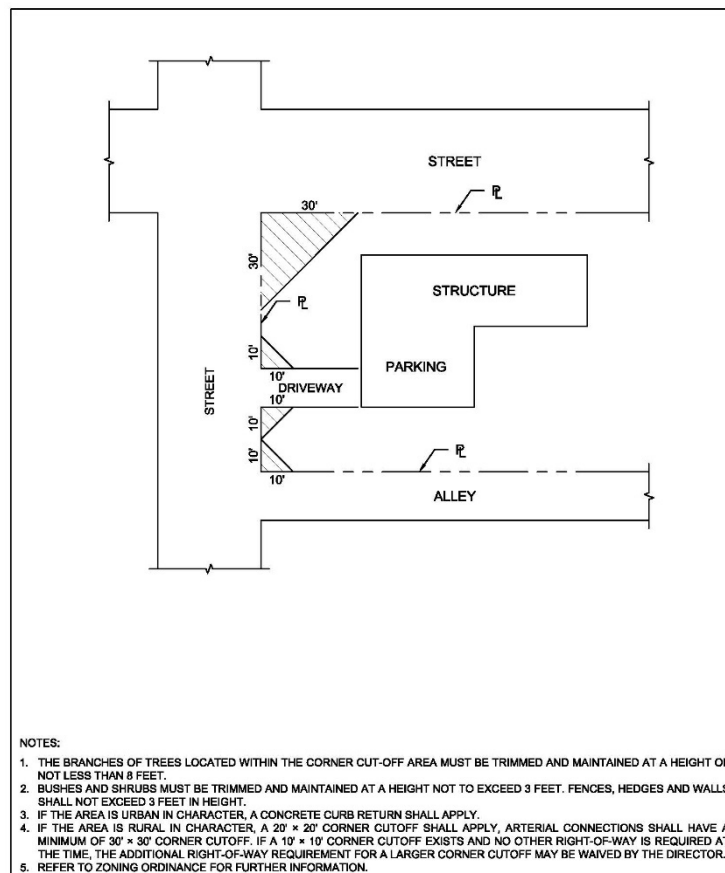 STREET
℄
30'
30'
STRUCTURE
℄
10'
PARKING
10'
DRIVEWAY
STREET
10'
10'
10'
℄
10'
ALLEY
NOTES:
1. THE BRANCHES OF TREES LOCATED WITHIN THE CORNER CUT-OFF AREA MUST BE TRIMMED AND MAINTAINED AT A HEIGHT OF
NOT LESS THAN 8 FEET.
2. BUSHES AND SHRUBS MUST BE TRIMMED AND MAINTAINED AT A HEIGHT NOT TO EXCEED 3 FEET. FENCES, HEDGES AND WALLS
SHALL NOT EXCEED 3 FEET IN HEIGHT.
3. IF THE AREA IS URBAN IN CHARACTER, A CONCRETE CURB RETURN SHALL APPLY.
4. IF THE AREA IS RURAL IN CHARACTER, A 20' × 20' CORNER CUTOFF SHALL APPLY, ARTERIAL CONNECTIONS SHALL HAVE A
MINIMUM OF 30' × 30' CORNER CUTOFF. IF A 10' × 10' CORNER CUTOFF EXISTS AND NO OTHER RIGHT-OF-WAY IS REQUIRED AT
THE TIME, THE ADDITIONAL RIGHT-OF-WAY REQUIREMENT FOR A LARGER CORNER CUTOFF MAY BE WAIVED BY THE DIRECTOR.
5. REFER TO ZONING ORDINANCE FOR FURTHER INFORMATION.